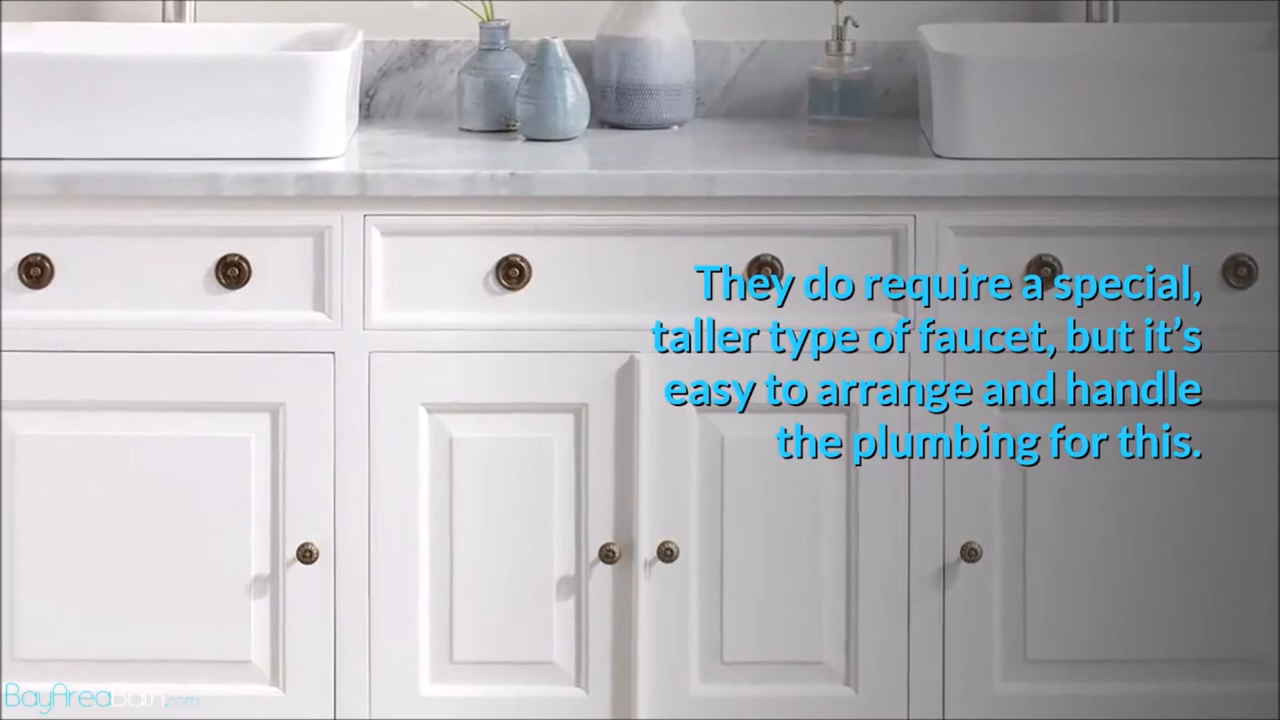 They do require a special,
taller type of faucet, but it’s
easy to arrange and handle
the plumbing for this.
BayAreaBath.com